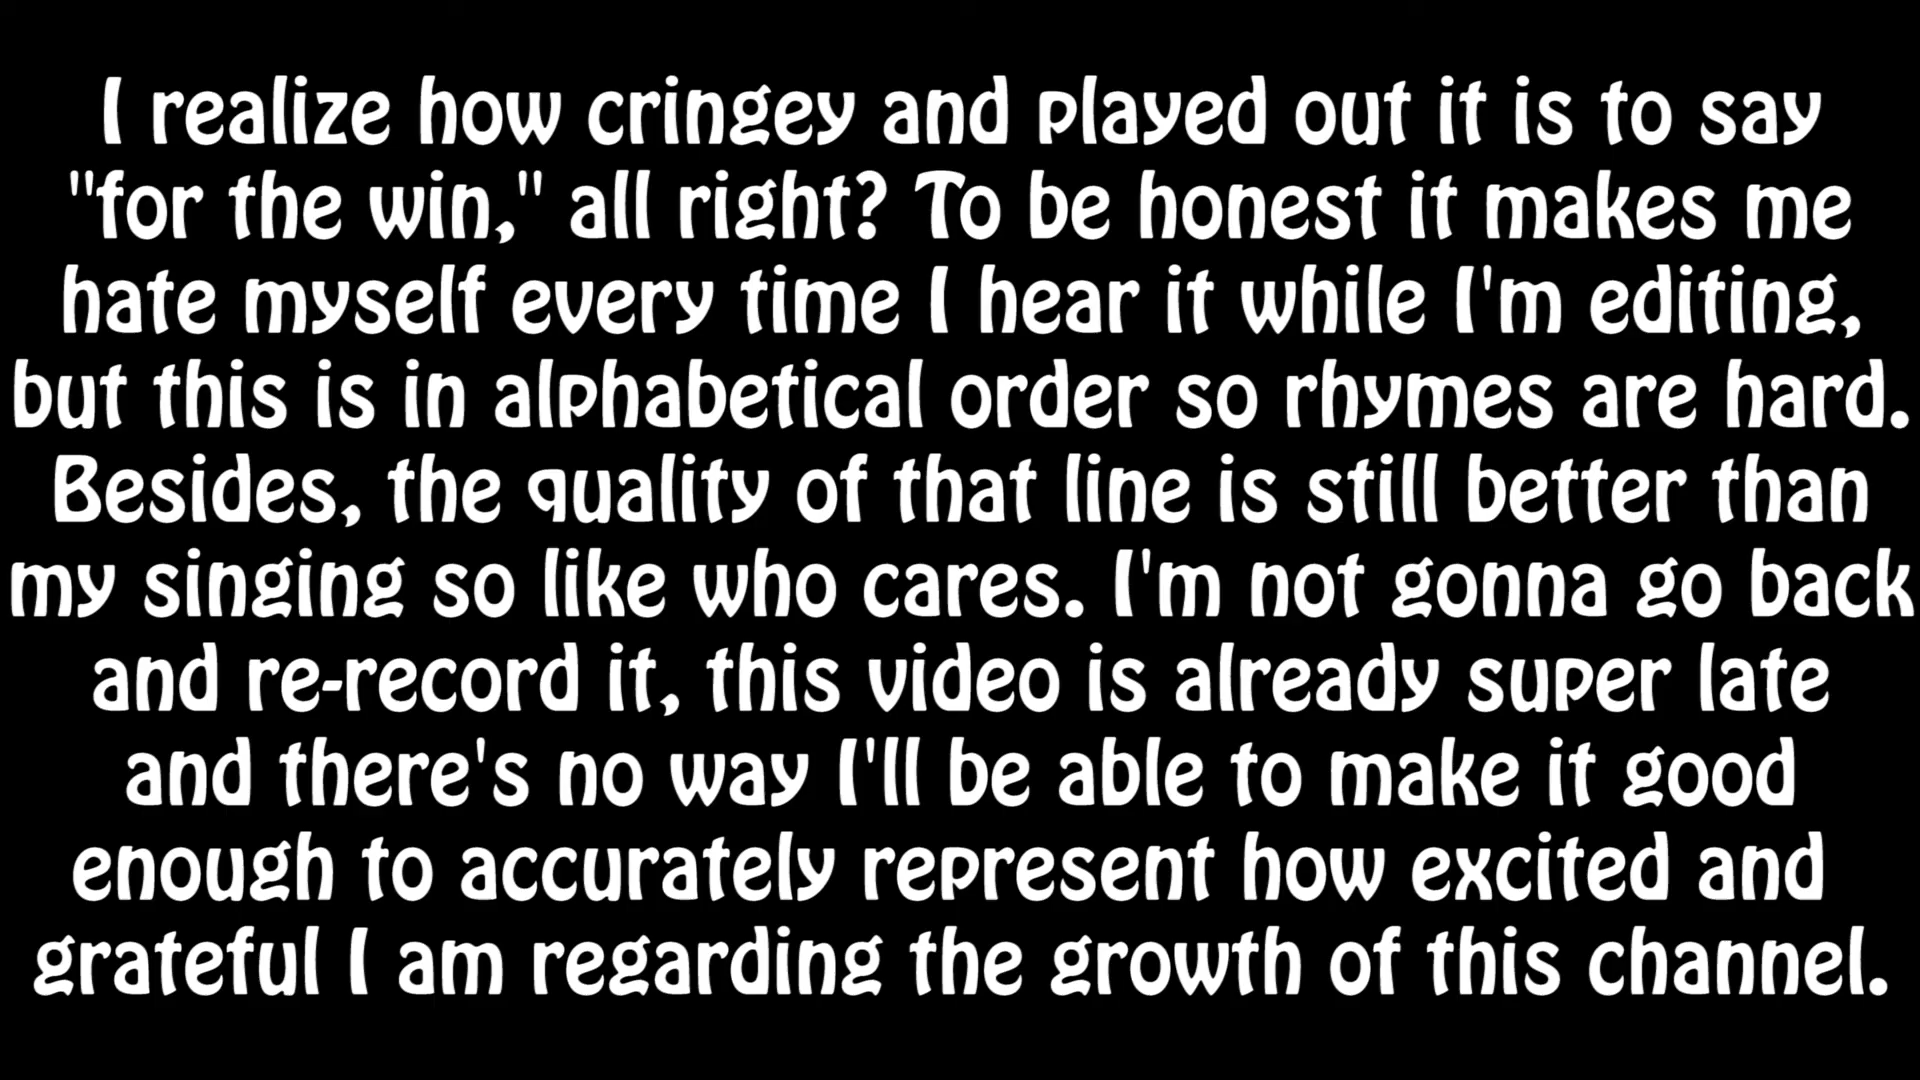 I realize how cringey and played out it is to say
"for the win," all right? To be honest it makes me
hate myself every time I hear it while I'm editing,
but this is in alphabetical order so rhymes are hard.
Besides, the quality of that line is still better than
my singing so like who cares. I'm not gonna go back
and re-record it, this video is already super late
and there's no way I'll be able to make it good
enough to accurately represent how excited and
grateful I am regarding the growth of this channel.